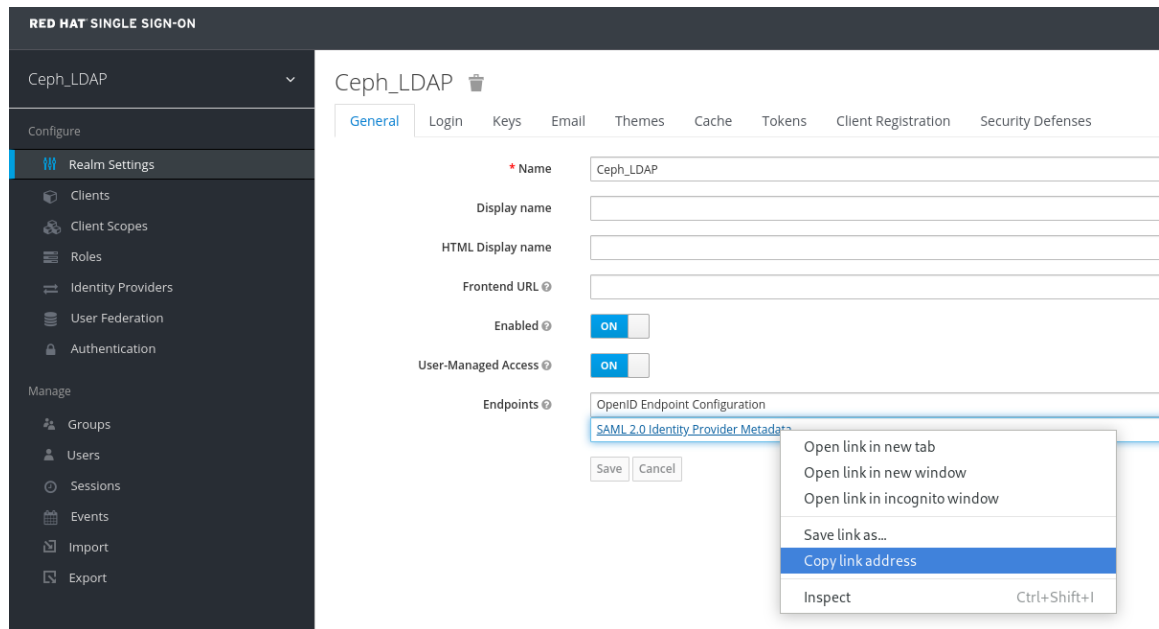 RED HAT SINGLE SIGN-ON
Ceph_LDAP
Configure
Realm Settings
Clients
Client Scopes
Roles
Identity Providers
User Federation
Authentication
Manage
Groups
Users
Sessions
Events
Import
Export
Ceph_LDAP
General Login Keys Email Themes Cache Tokens Client Registration Security Defenses
* Name Ceph_LDAP
Display name
HTML Display name
Frontend URL
Enabled ON
User-Managed Access ON
Endpoints OpenID Endpoint Configuration
SAML 2.0 Identity Provider Metadata
Save Cancel
Open link in new tab
Open link in new window
Open link in incognito window
Save link as...
Copy link address
Inspect Ctrl+Shift+I